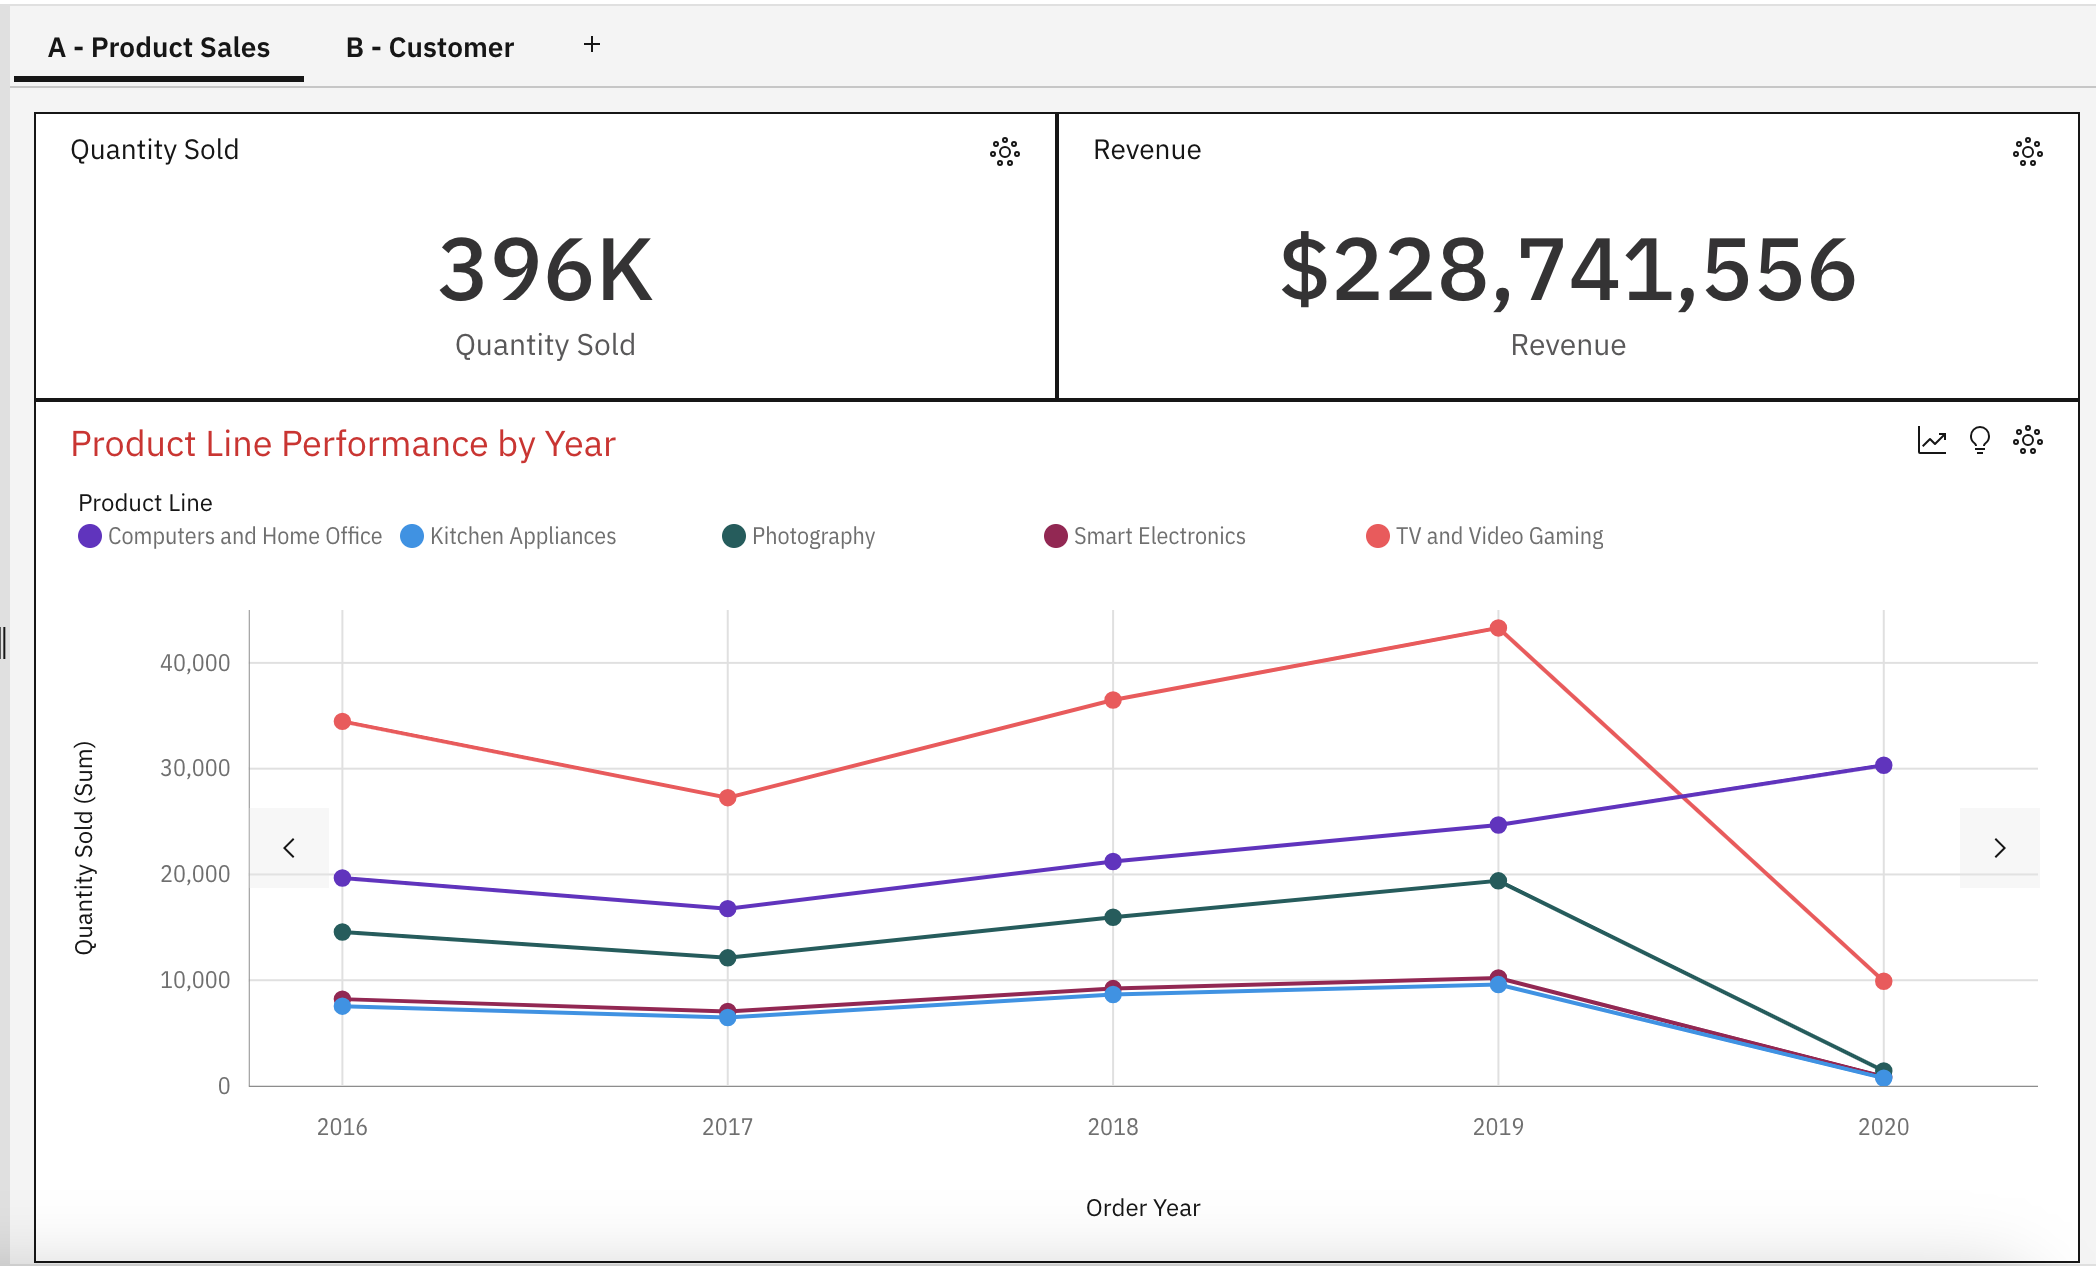 A - Product Sales B - Customer +
Quantity Sold
396K
Quantity Sold
Revenue
$228,741,556
Revenue
Product Line Performance by Year
Product Line
Computers and Home Office Kitchen Appliances Photography Smart Electronics TV and Video Gaming
Quantity Sold (Sum)
40,000
30,000
20,000
10,000
0
2016 2017 2018 2019 2020
Order Year